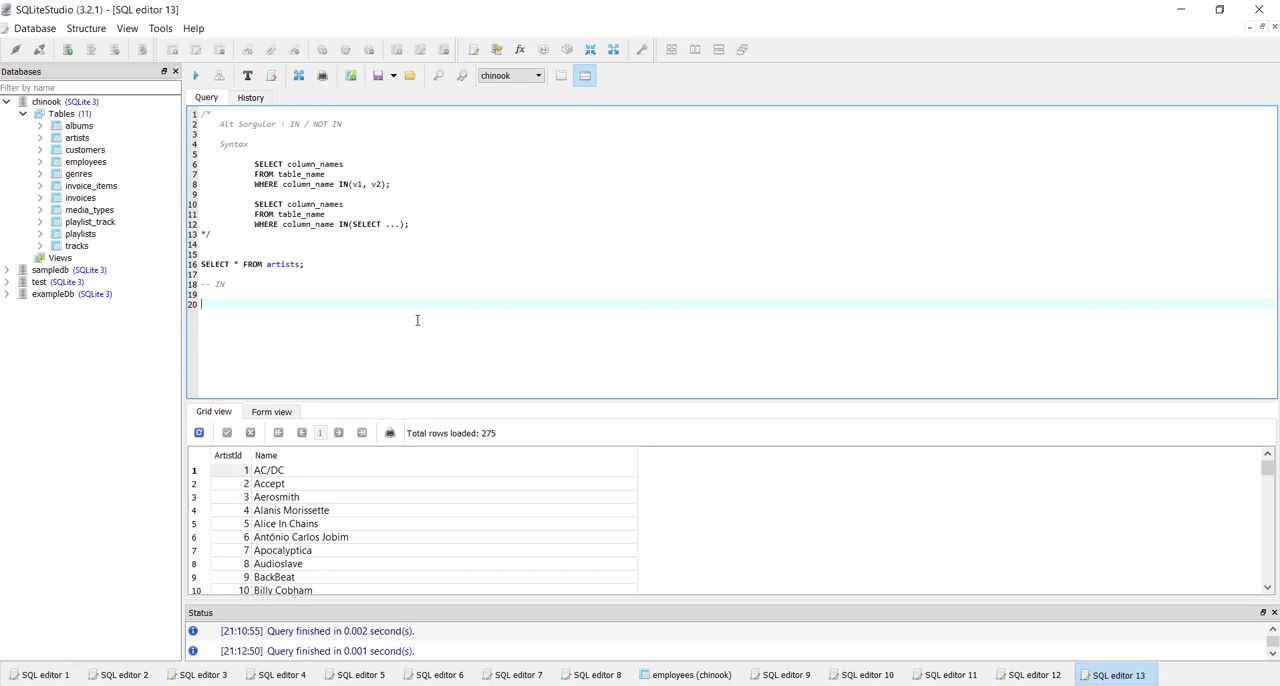 SQLiteStudio (3.2.1) - [SQL editor 13]
Database Structure View Tools Help
Databases
Filter by name
chinook (SQLite 3)
Tables (11)
albums
artists
customers
employees
genres
invoice_items
invoices
media_types
playlist_track
playlists
tracks
Views
sampledb (SQLite 3)
test (SQLite 3)
exampleDb (SQLite 3)
chinook
Query History
1 /*
2 Alt Sorgular : IN / NOT IN
3
4 Syntax
5
6 SELECT column_names
7 FROM table_name
8 WHERE column_name IN(v1, v2);
9
10 SELECT column_names
11 FROM table_name
12 WHERE column_name IN(SELECT ...);
13 */
14
15
16 SELECT * FROM artists;
17
18 -- IN
19
20
Grid view Form view
1 Total rows loaded: 275
ArtistId Name
1 1 AC/DC
2 2 Accept
3 3 Aerosmith
4 4 Alanis Morissette
5 5 Alice In Chains
6 6 Antônio Carlos Jobim
7 7 Apocalyptica
8 8 Audioslave
9 9 BackBeat
10 10 Billy Cobham
Status
[21:10:55] Query finished in 0.002 second(s).
[21:12:50] Query finished in 0.001 second(s).
SQL editor 1 SQL editor 2 SQL editor 3 SQL editor 4 SQL editor 5 SQL editor 6 SQL editor 7 SQL editor 8 employees (chinook) SQL editor 9 SQL editor 10 SQL editor 11 SQL editor 12 SQL editor 13